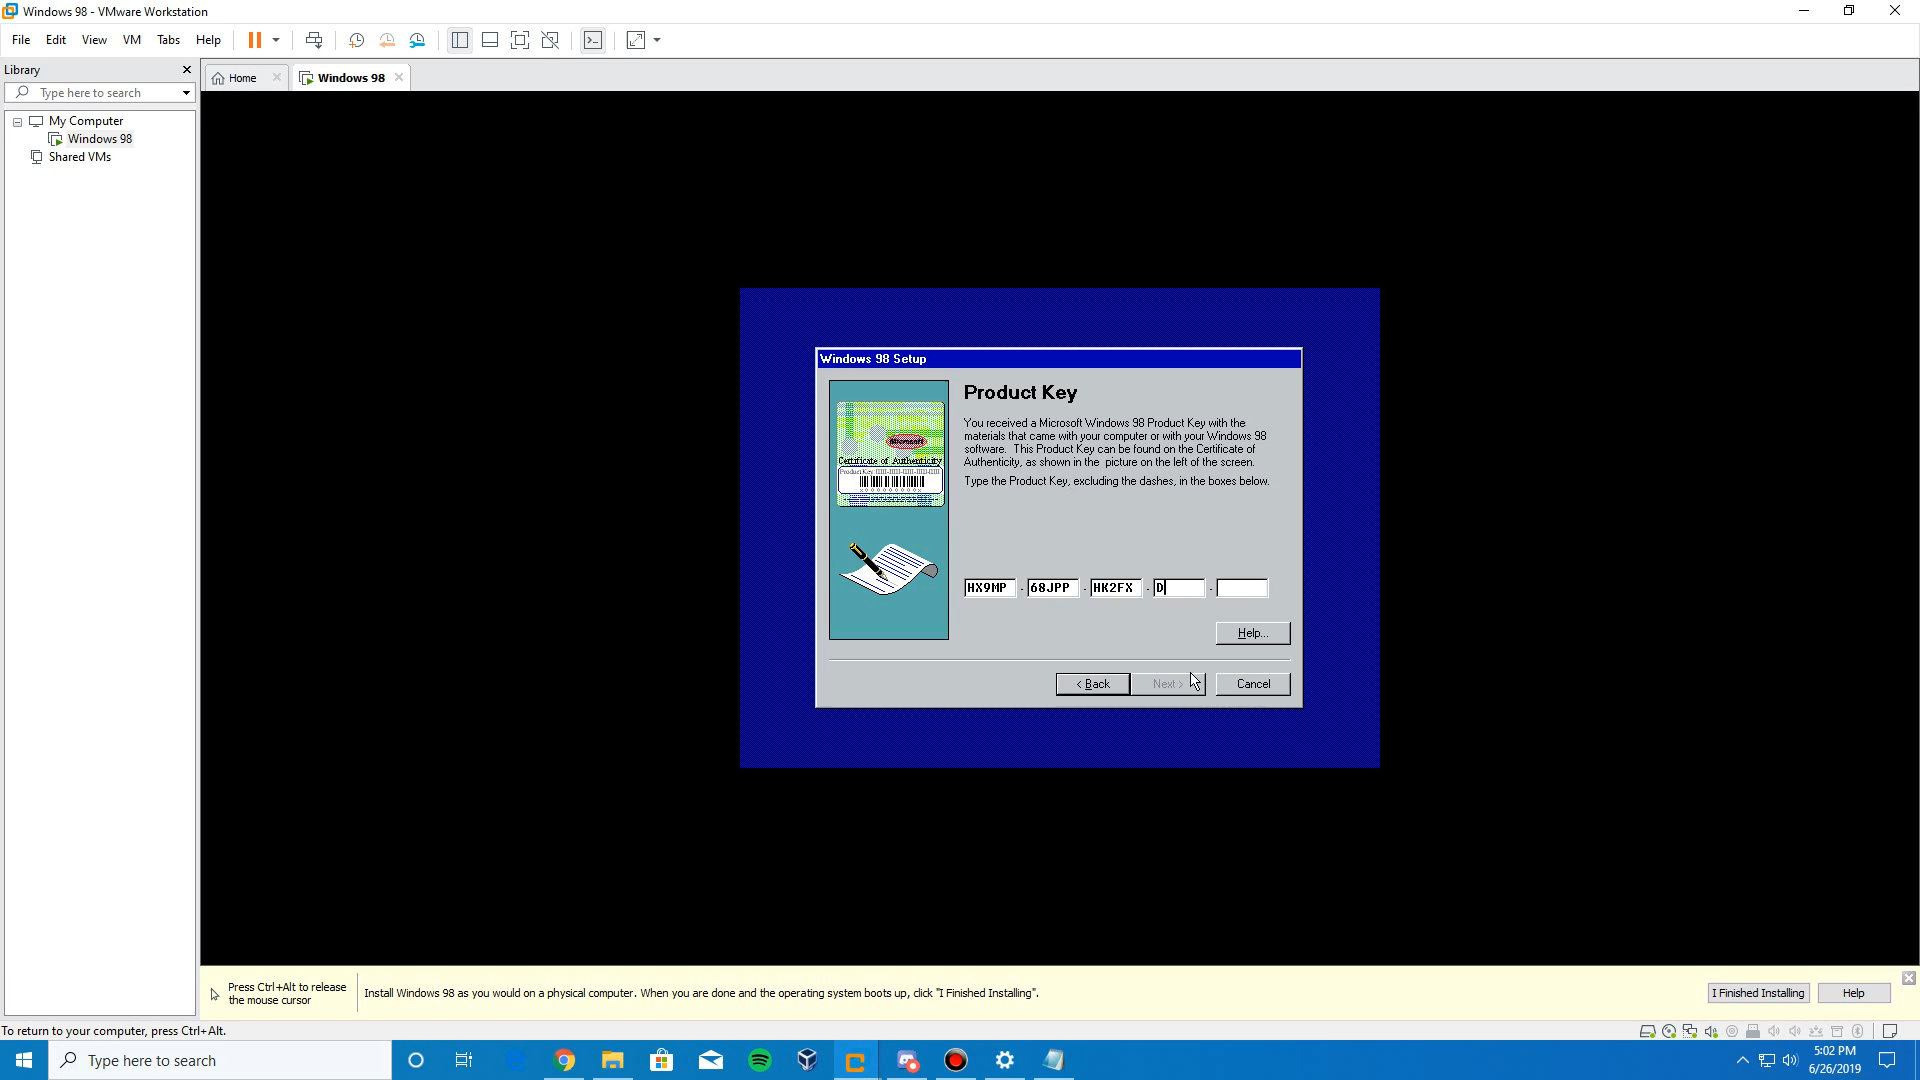 Windows 98 - VMware Workstation
File Edit View VM Tabs Help
Library
Type here to search
My Computer
Windows 98
Shared VMs
Home
Windows 98
Windows 98 Setup
Microsoft
Certificate of Authenticity
Product Key
You received a Microsoft Windows 98 Product Key with the
materials that came with your computer or with your Windows 98
software. This Product Key can be found on the Certificate of
Authenticity, as shown in the picture on the left of the screen.
Type the Product Key, excluding the dashes, in the boxes below.
HX9MP - 68JPP - HK2FX - D -
Help...
< Back Next > Cancel
Press Ctrl+Alt to release
the mouse cursor
Install Windows 98 as you would on a physical computer. When you are done and the operating system boots up, click "I Finished Installing".
I Finished Installing Help
To return to your computer, press Ctrl+Alt.
Type here to search
5:02 PM
6/26/2019